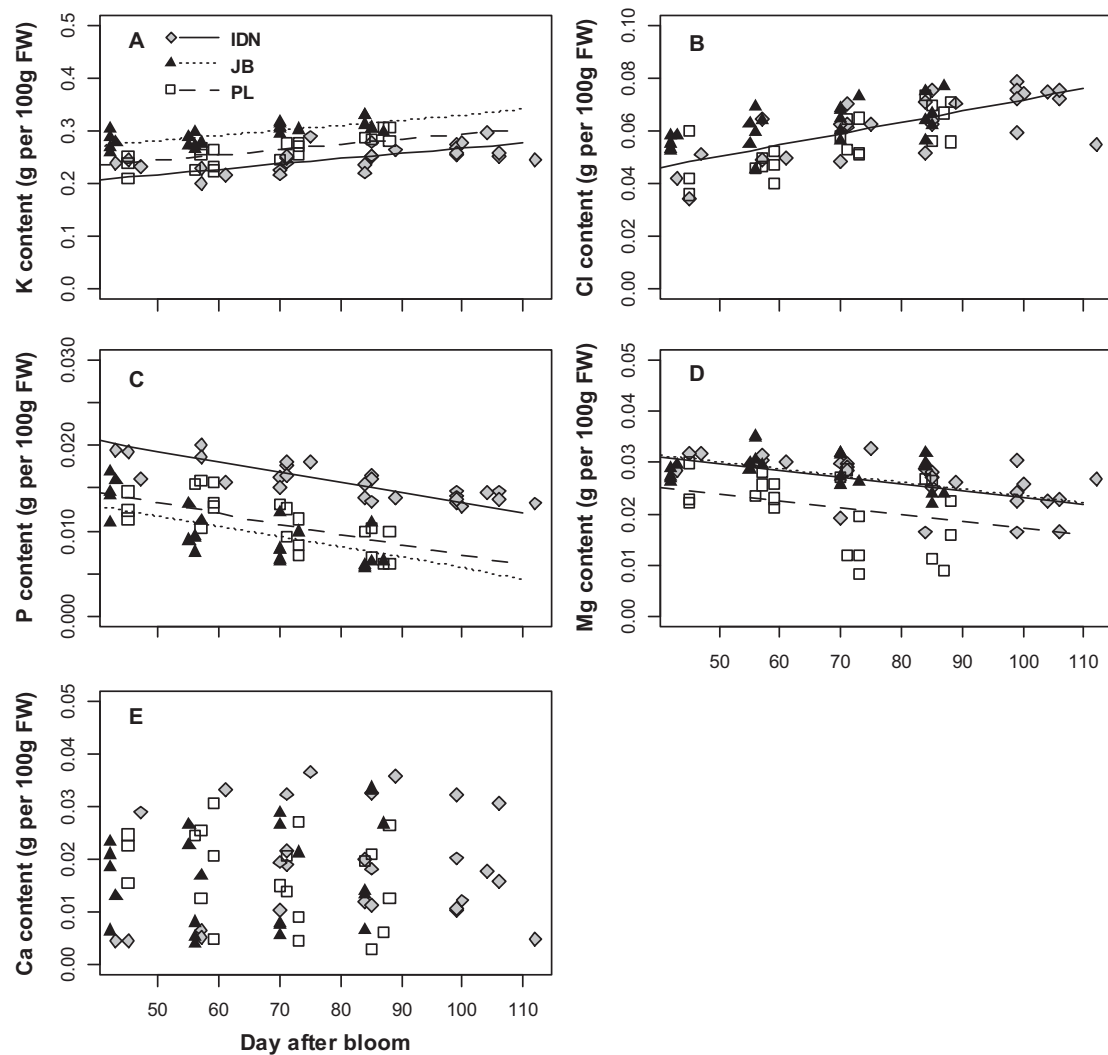 A
IDN
JB
PL
K content (g per 100g FW)
0.0
0.1
0.2
0.3
0.4
0.5
B
Cl content (g per 100g FW)
0.00
0.02
0.04
0.06
0.08
0.10
C
P content (g per 100g FW)
0.000
0.010
0.020
0.030
D
Mg content (g per 100g FW)
0.00
0.01
0.02
0.03
0.04
0.05
50 60 70 80 90 100 110
E
Ca content (g per 100g FW)
0.00
0.01
0.02
0.03
0.04
0.05
50 60 70 80 90 100 110
Day after bloom